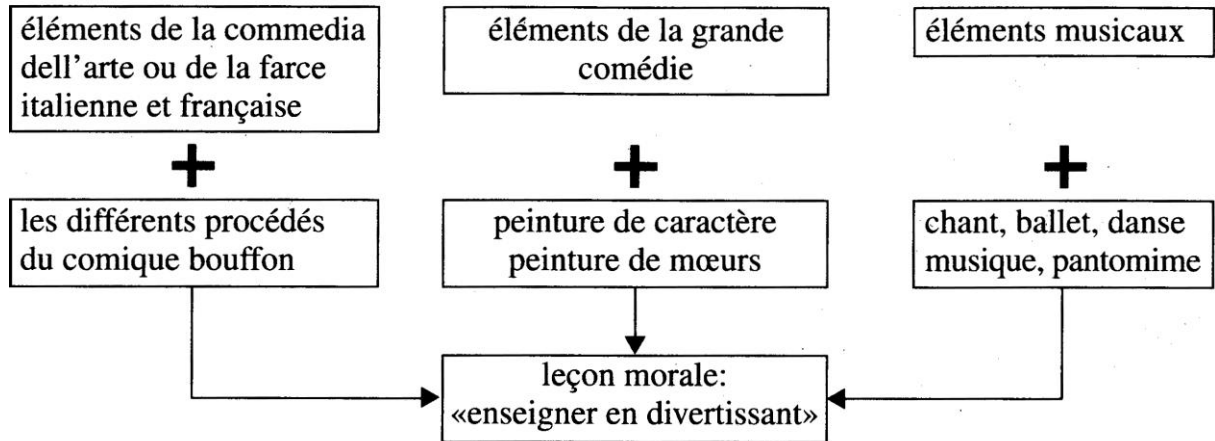 éléments de la commedia
dell'arte ou de la farce
italienne et française
éléments de la grande
comédie
éléments musicaux
+
+
+
les différents procédés
du comique bouffon
peinture de caractère
peinture de mœurs
chant, ballet, danse
musique, pantomime
leçon morale:
«enseigner en divertissant»